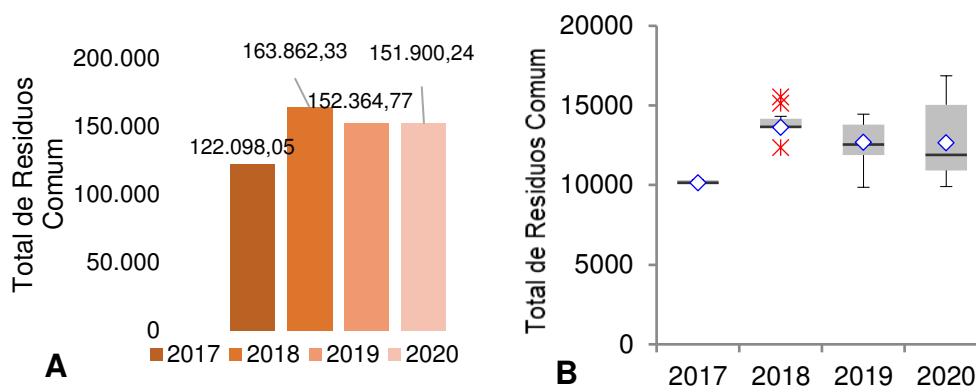 Total de Residuos
Comum
200.000
150.000
100.000
50.000
0
122.098,05
163.862,33
152.364,77
151.900,24
2017 2018 2019 2020
A
Total de Residuos Comum
20000
15000
10000
5000
0
2017 2018 2019 2020
B